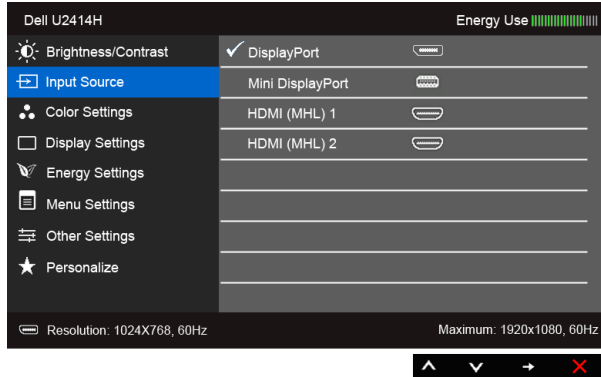 Dell U2414H Energy Use
Brightness/Contrast DisplayPort
Input Source Mini DisplayPort
Color Settings HDMI (MHL) 1
Display Settings HDMI (MHL) 2
Energy Settings
Menu Settings
Other Settings
Personalize
Resolution: 1024X768, 60Hz Maximum: 1920x1080, 60Hz